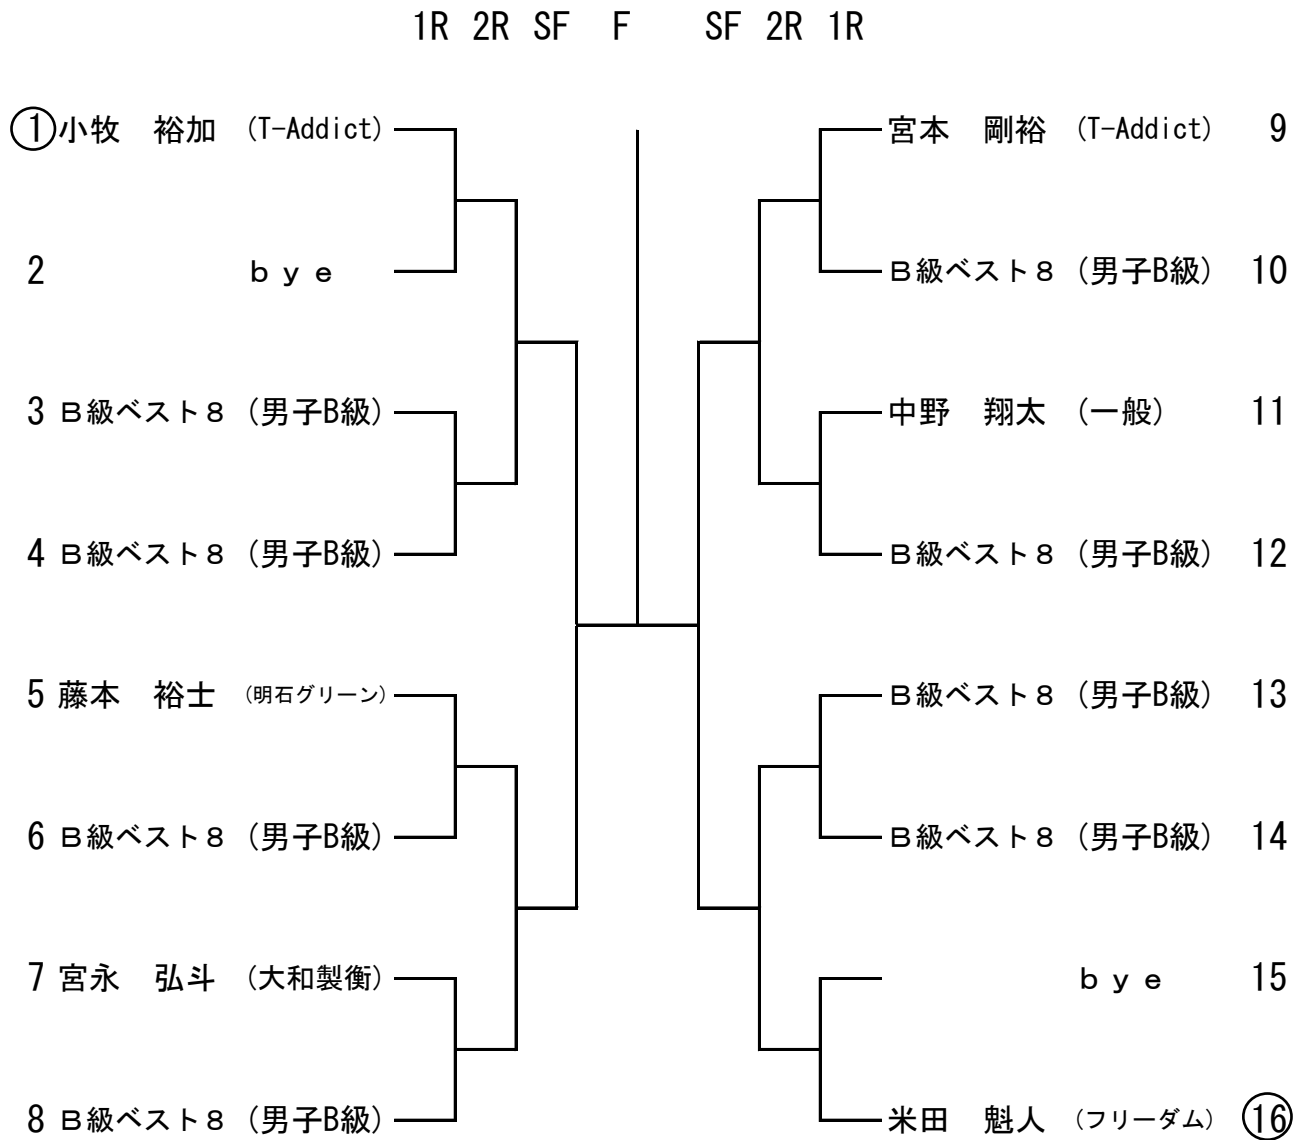 1R 2R SF F SF 2R 1R
① 小牧 裕加 (T-Addict)
2 ｂｙｅ
3 Ｂ級ベスト８ (男子B級)
4 Ｂ級ベスト８ (男子B級)
5 藤本 裕士 (明石グリーン)
6 Ｂ級ベスト８ (男子B級)
7 宮永 弘斗 (大和製衡)
8 Ｂ級ベスト８ (男子B級)
宮本 剛裕 (T-Addict) 9
Ｂ級ベスト８ (男子B級) 10
中野 翔太 (一般) 11
Ｂ級ベスト８ (男子B級) 12
Ｂ級ベスト８ (男子B級) 13
Ｂ級ベスト８ (男子B級) 14
ｂｙｅ 15
米田 魁人 (フリーダム) ⑯